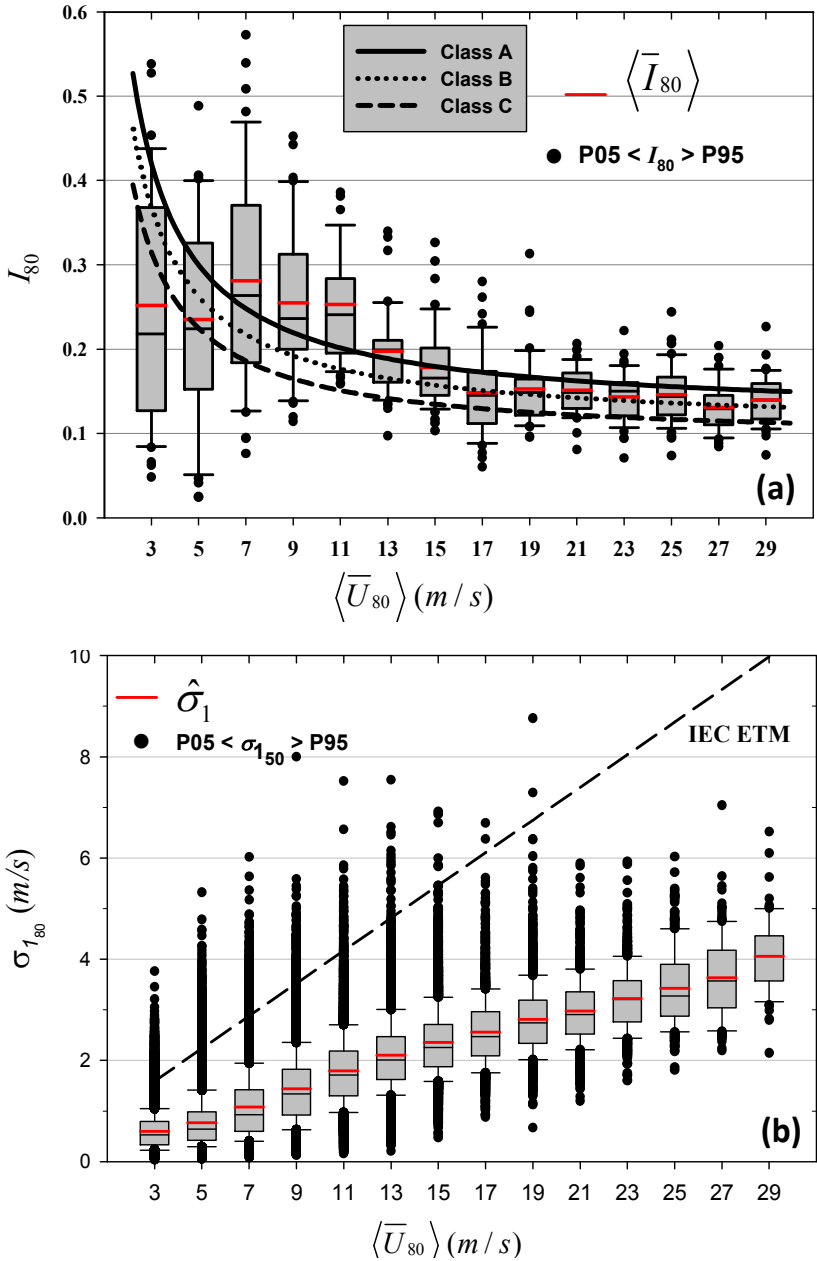 0.6
0.5
0.4
0.3
0.2
0.1
0.0
I80
Class A
Class B
Class C
⟨I̅80⟩
P05 < I80 > P95
(a)
3 5 7 9 11 13 15 17 19 21 23 25 27 29
⟨U̅80⟩ (m / s)
10
8
6
4
2
0
σ1₈₀ (m/s)
σ̂1
P05 < σ1₅₀ > P95
IEC ETM
(b)
3 5 7 9 11 13 15 17 19 21 23 25 27 29
⟨U̅80⟩ (m / s)